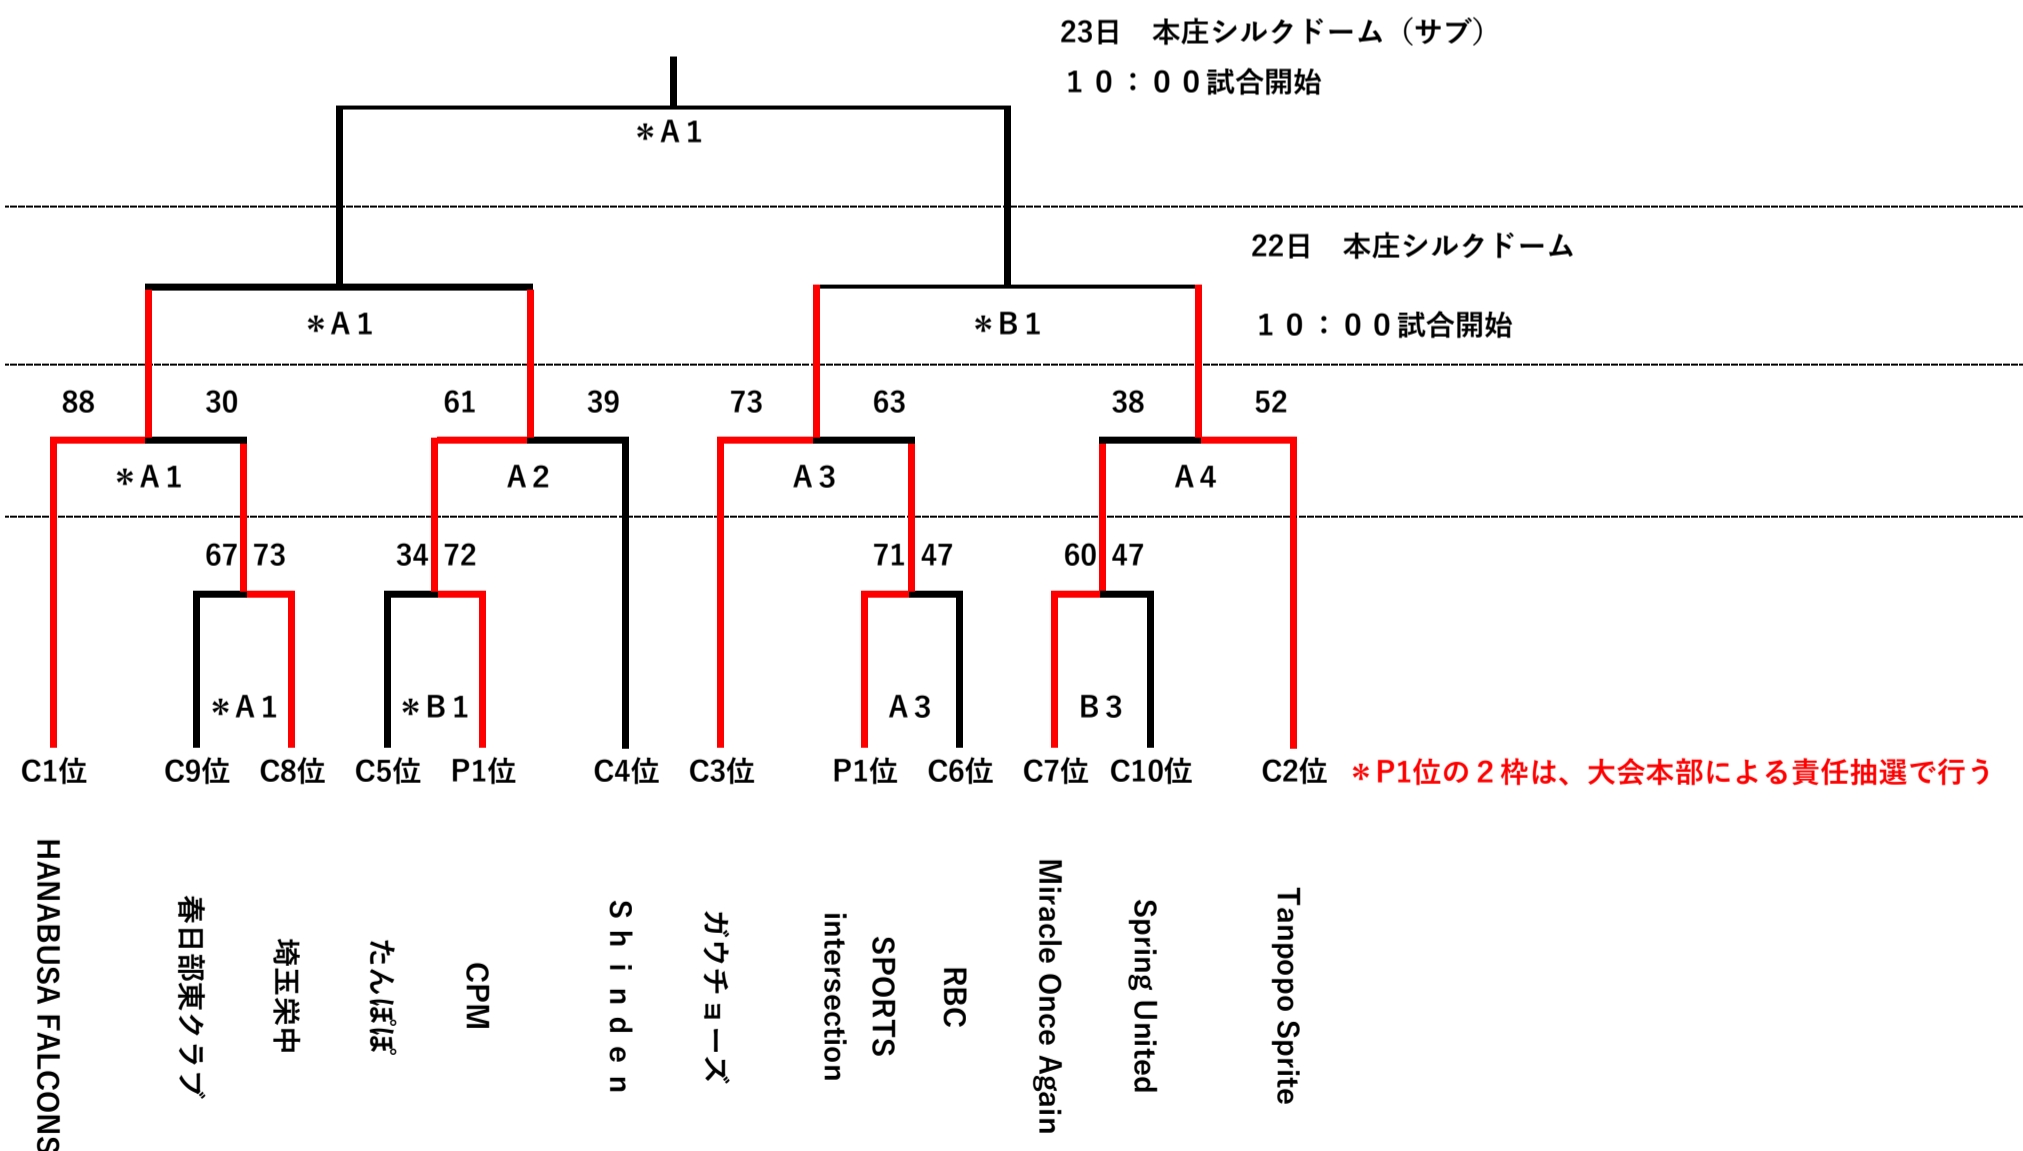 23日　本庄シルクドーム（サブ）
１０：００試合開始
＊A１
22日　本庄シルクドーム
＊A１
＊B１
１０：００試合開始
88 30 61 39 73 63 38 52
＊A１ A２ A３ A４
67 73 34 72 71 47 60 47
＊A１ ＊B１ A３ B３
C1位 C9位 C8位 C5位 P1位 C4位 C3位 P1位 C6位 C7位 C10位 C2位 ＊P1位の２枠は、大会本部による責任抽選で行う
HANABUSA FALCONS
春日部東クラブ
埼玉栄中
たんぽぽ
CPM
Ｓｈｉｎｄｅｎ
ガウチョーズ
SPORTS
intersection
RBC
Miracle Once Again
Spring United
Tanpopo Sprite